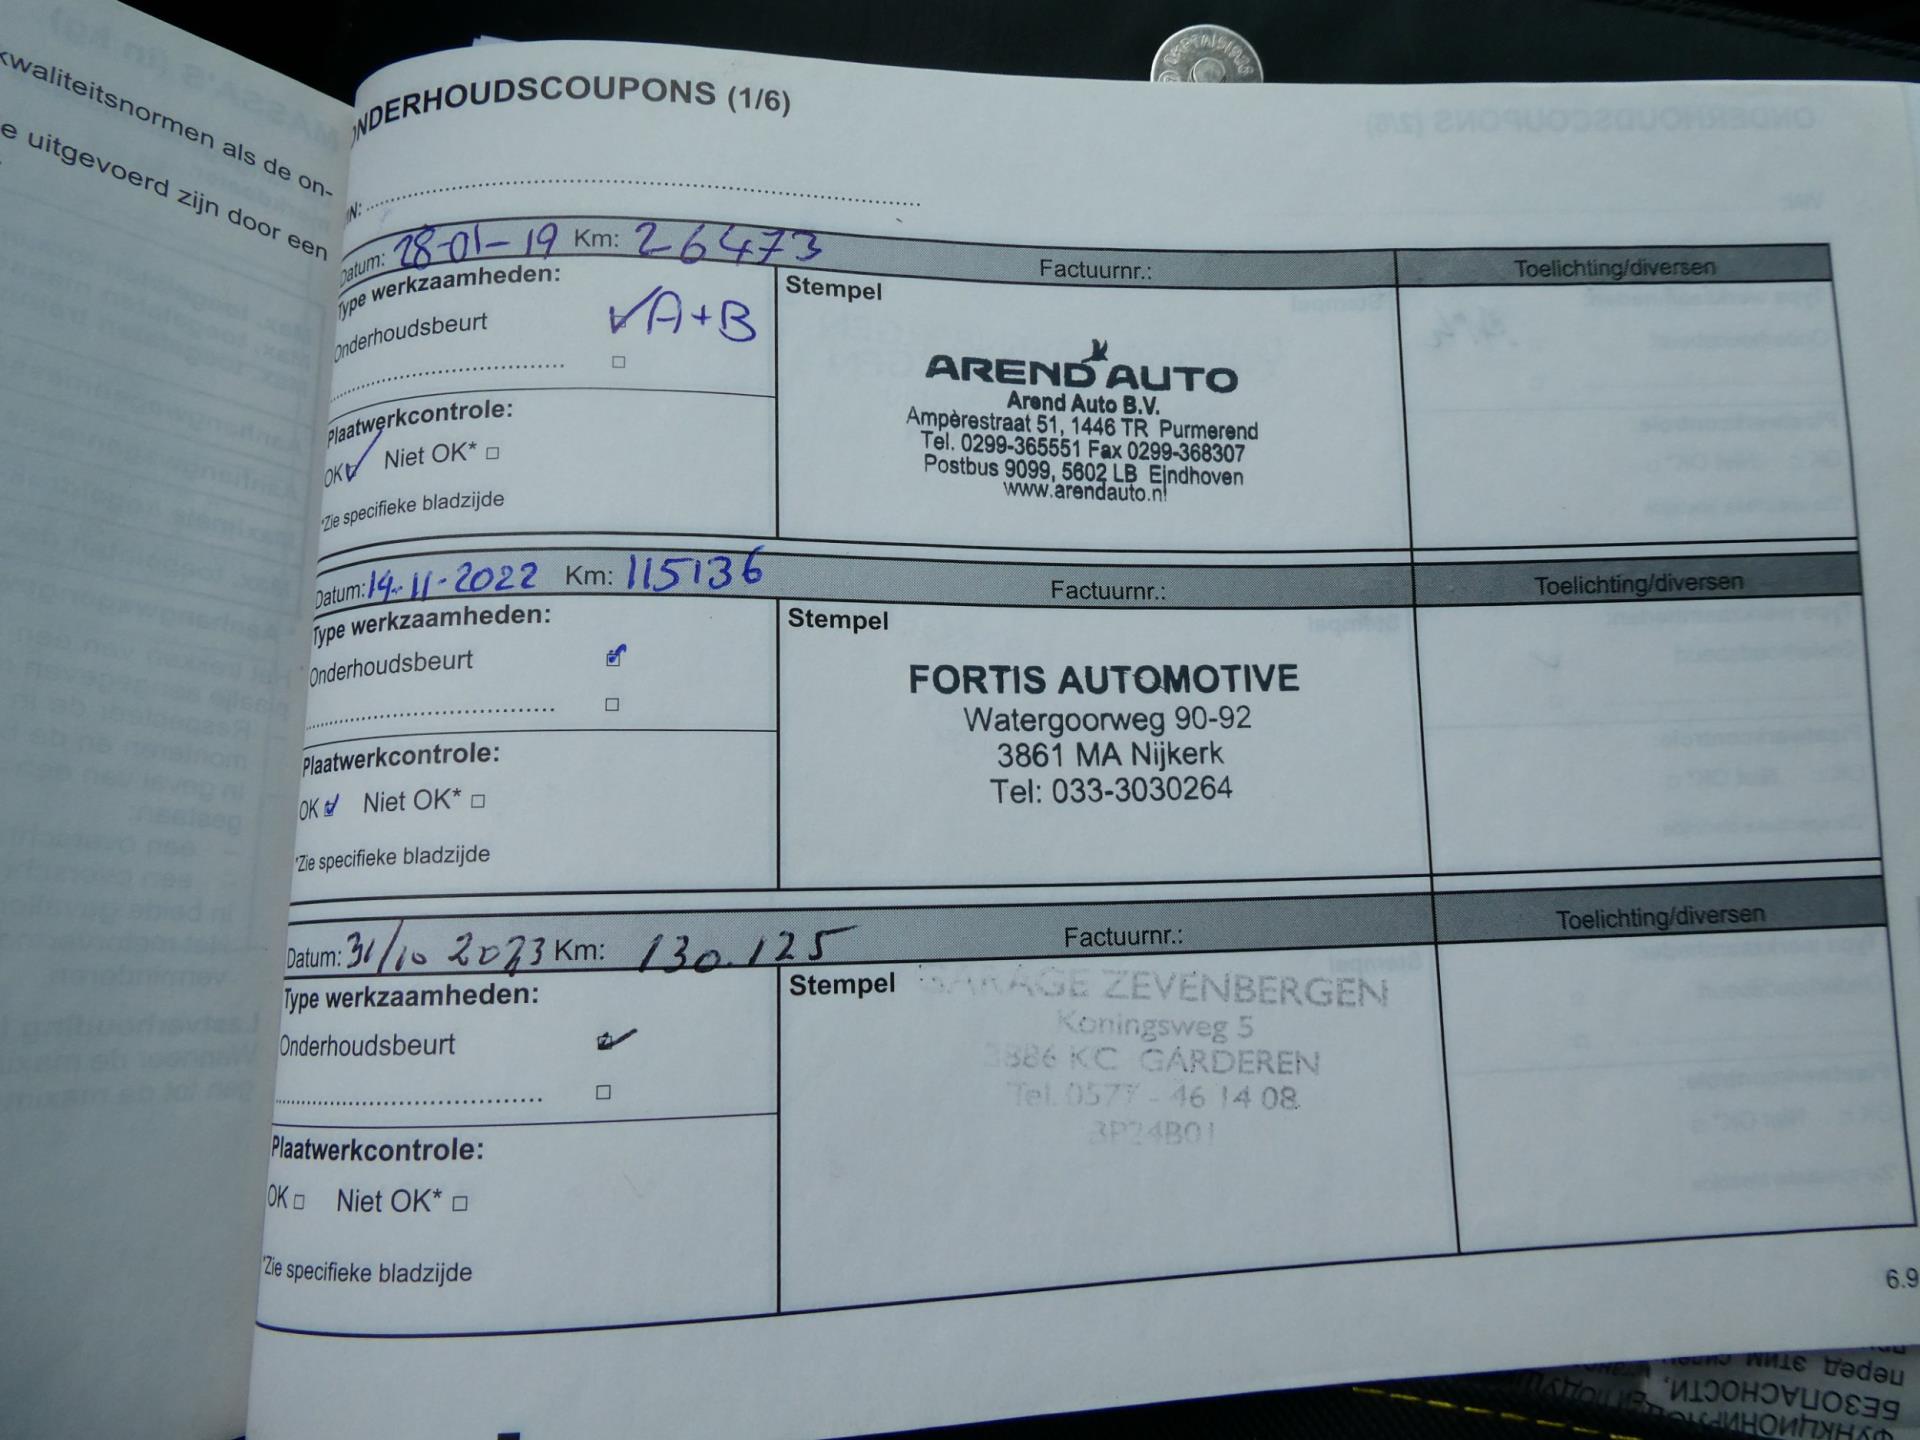 kwaliteitsnormen als de on-
e uitgevoerd zijn door een
ONDERHOUDSCOUPONS (1/6)
Datum: 28-01-19 Km: 26473 Factuurnr.: Toelichting/diversen
Type werkzaamheden:
Onderhoudsbeurt A+B
Plaatwerkcontrole:
OK Niet OK*
*Zie specifieke bladzijde
Stempel
AREND AUTO
Arend Auto B.V.
Ampèrestraat 51, 1446 TR Purmerend
Tel. 0299-365551 Fax 0299-368307
Postbus 9099, 5602 LB Eindhoven
www.arendauto.nl
Datum: 14-11-2022 Km: 115136 Factuurnr.: Toelichting/diversen
Type werkzaamheden:
Onderhoudsbeurt
Plaatwerkcontrole:
OK Niet OK*
*Zie specifieke bladzijde
Stempel
FORTIS AUTOMOTIVE
Watergoorweg 90-92
3861 MA Nijkerk
Tel: 033-3030264
Datum: 31/10 2023 Km: 130.125 Factuurnr.: Toelichting/diversen
Type werkzaamheden:
Onderhoudsbeurt
Plaatwerkcontrole:
OK Niet OK*
*Zie specifieke bladzijde
Stempel
GARAGE ZEVENBERGEN
Koningsweg 5
3886 KC GARDEREN
Tel. 0577 - 46 14 08
6.9
перед этим
БЕЗОПАСНОСТИ,